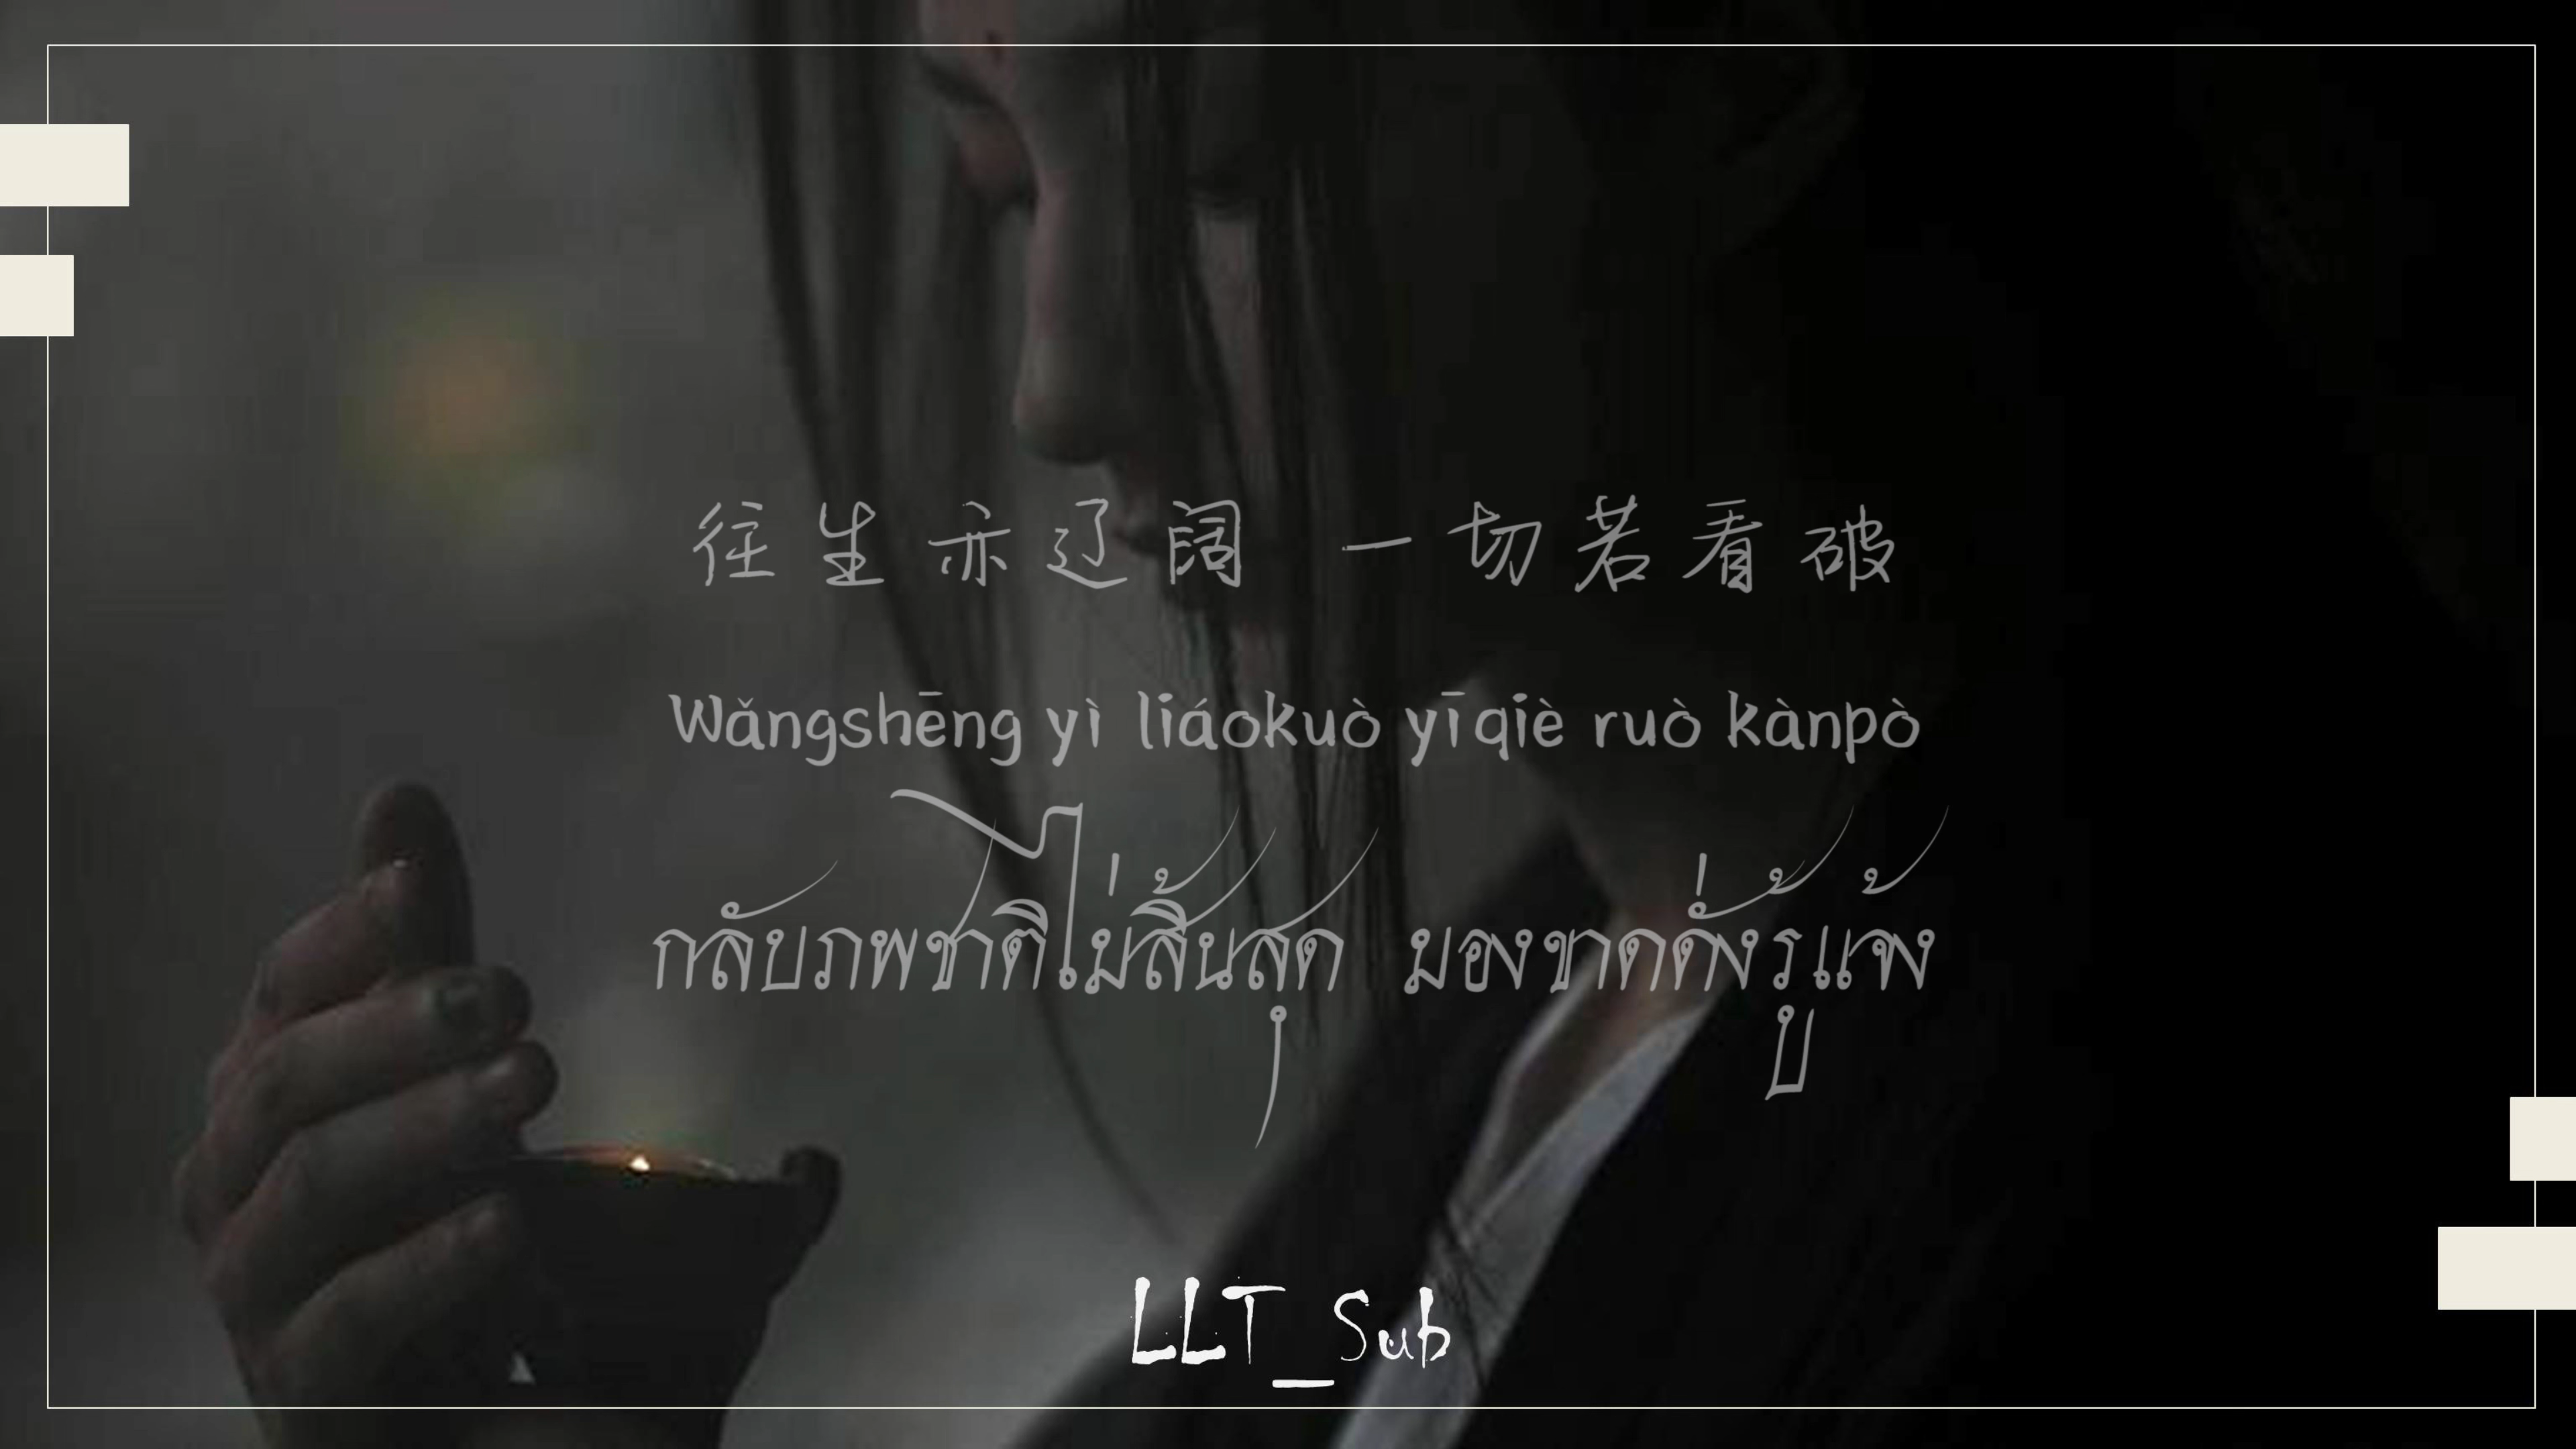 往生亦辽阔 一切若看破
Wǎngshēng yì liáokuò yīqiè ruò kànpò
กลับภพชาติไม่สิ้นสุด มองขาดดั่งรู้แจ้ง
LLT_Sub